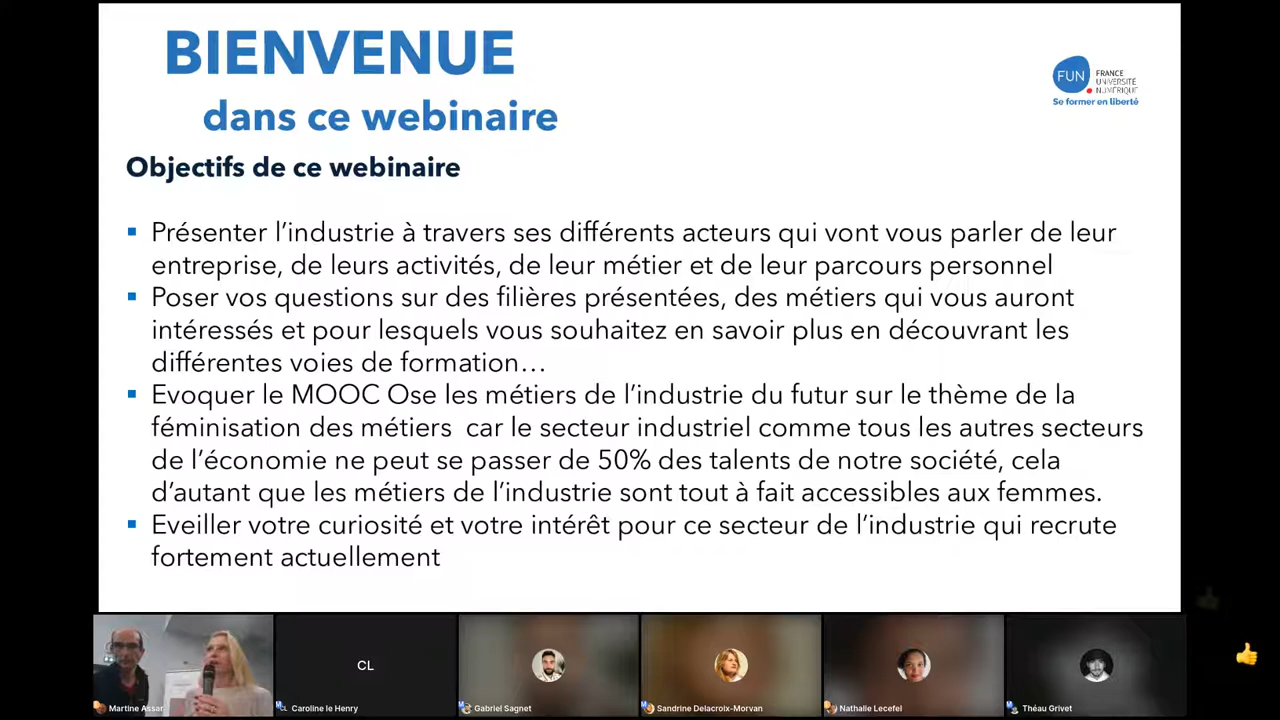 BIENVENUE
dans ce webinaire
FUN
FRANCE
UNIVERSITÉ
NUMÉRIQUE
Se former en liberté
Objectifs de ce webinaire
▪ Présenter l’industrie à travers ses différents acteurs qui vont vous parler de leur
entreprise, de leurs activités, de leur métier et de leur parcours personnel
▪ Poser vos questions sur des filières présentées, des métiers qui vous auront
intéressés et pour lesquels vous souhaitez en savoir plus en découvrant les
différentes voies de formation…
▪ Evoquer le MOOC Ose les métiers de l’industrie du futur sur le thème de la
féminisation des métiers  car le secteur industriel comme tous les autres secteurs
de l’économie ne peut se passer de 50% des talents de notre société, cela
d’autant que les métiers de l’industrie sont tout à fait accessibles aux femmes.
▪ Eveiller votre curiosité et votre intérêt pour ce secteur de l’industrie qui recrute
fortement actuellement
CL
Martine Assar
Caroline le Henry
Gabriel Sagnet
Sandrine Delacroix-Morvan
Nathalie Lecefel
Théau Grivet